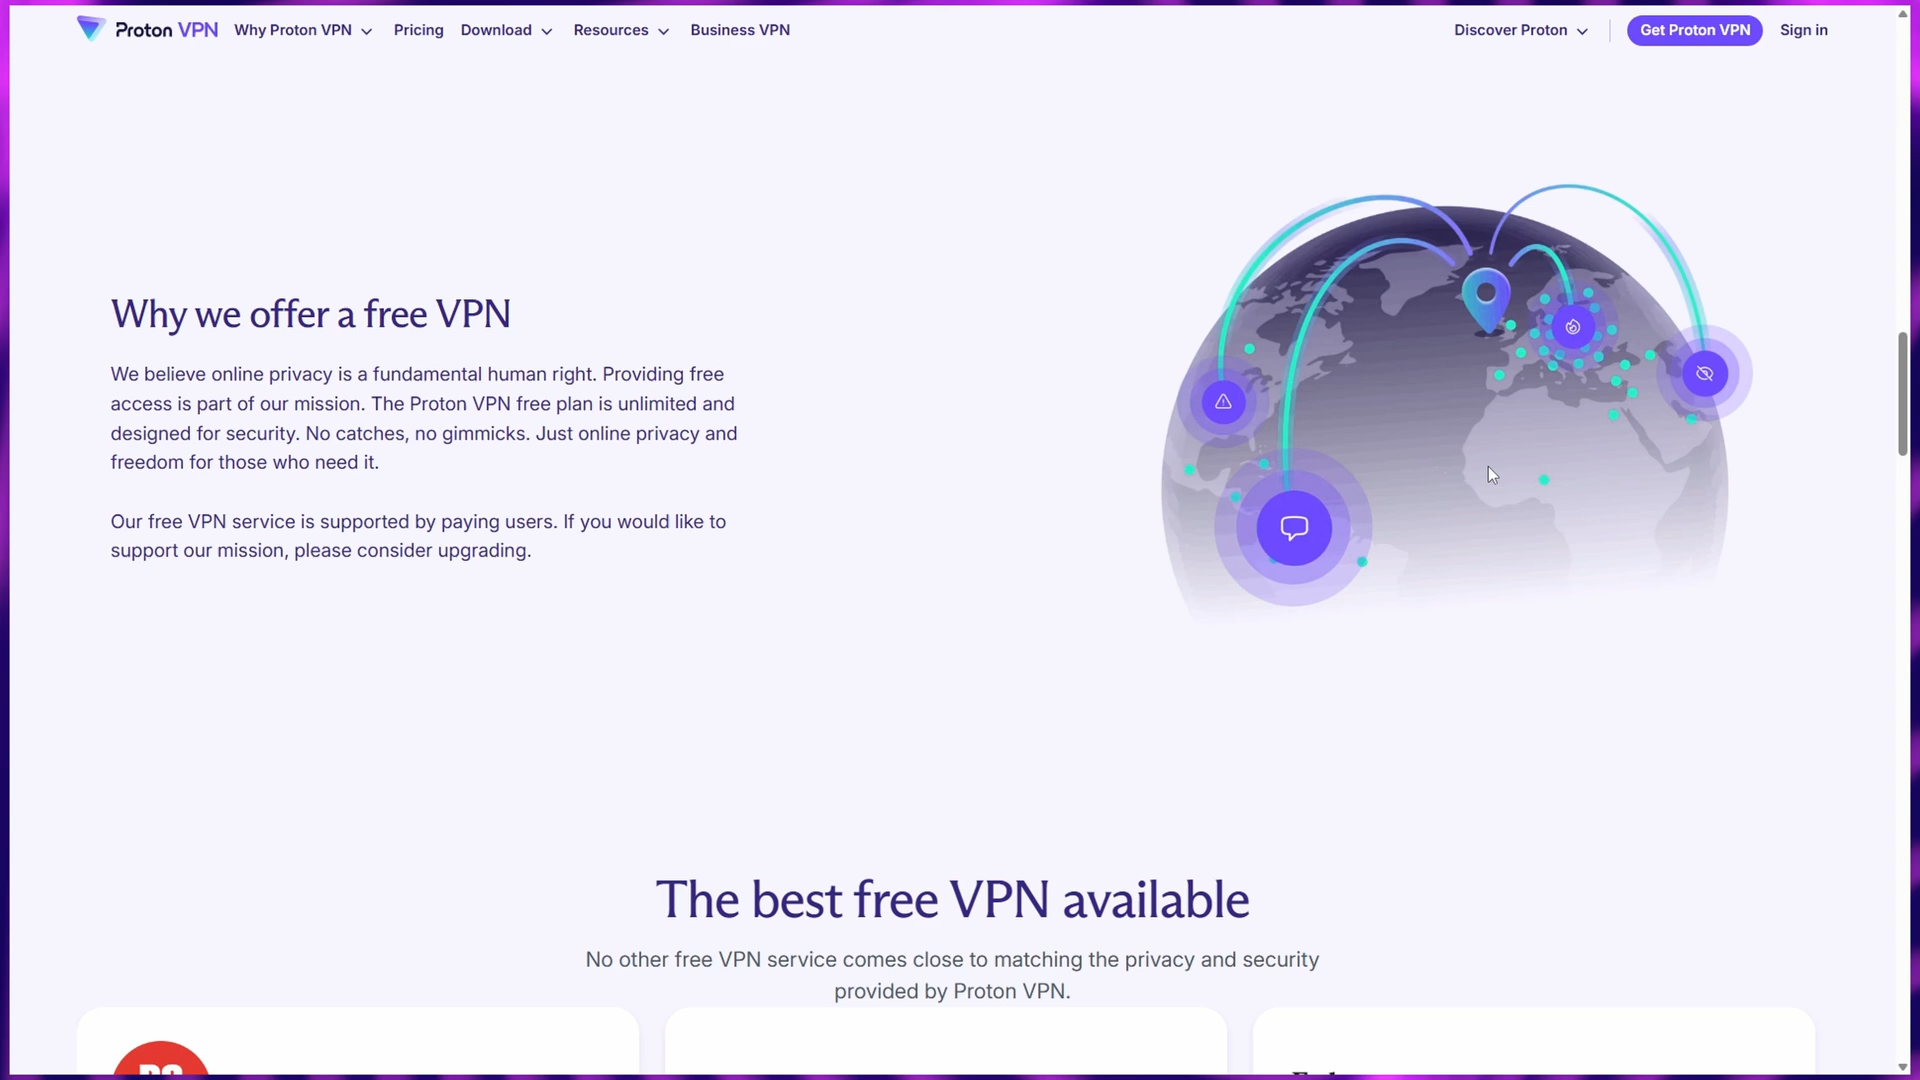 Proton VPN
Why Proton VPN
Pricing
Download
Resources
Business VPN
Discover Proton
Get Proton VPN
Sign in
Why we offer a free VPN
We believe online privacy is a fundamental human right. Providing free
access is part of our mission. The Proton VPN free plan is unlimited and
designed for security. No catches, no gimmicks. Just online privacy and
freedom for those who need it.
Our free VPN service is supported by paying users. If you would like to
support our mission, please consider upgrading.
The best free VPN available
No other free VPN service comes close to matching the privacy and security
provided by Proton VPN.